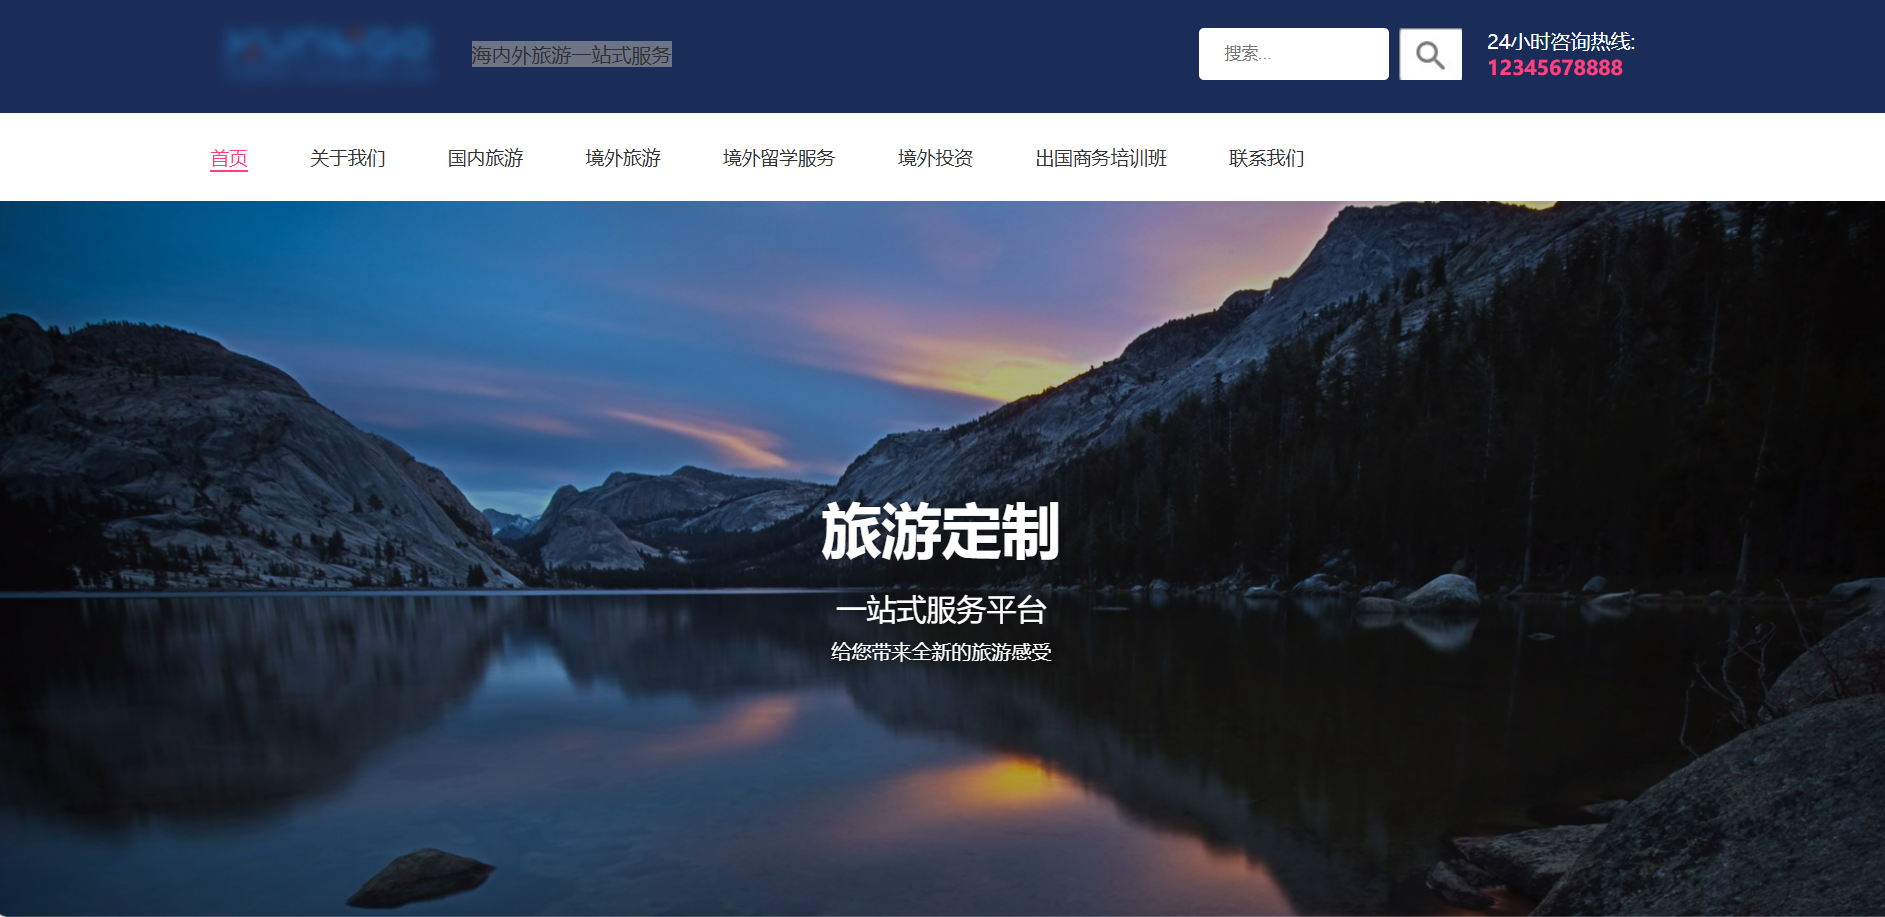 海内外旅游一站式服务
搜索...
24小时咨询热线:
12345678888
首页 关于我们 国内旅游 境外旅游 境外留学服务 境外投资 出国商务培训班 联系我们
旅游定制
一站式服务平台
给您带来全新的旅游感受